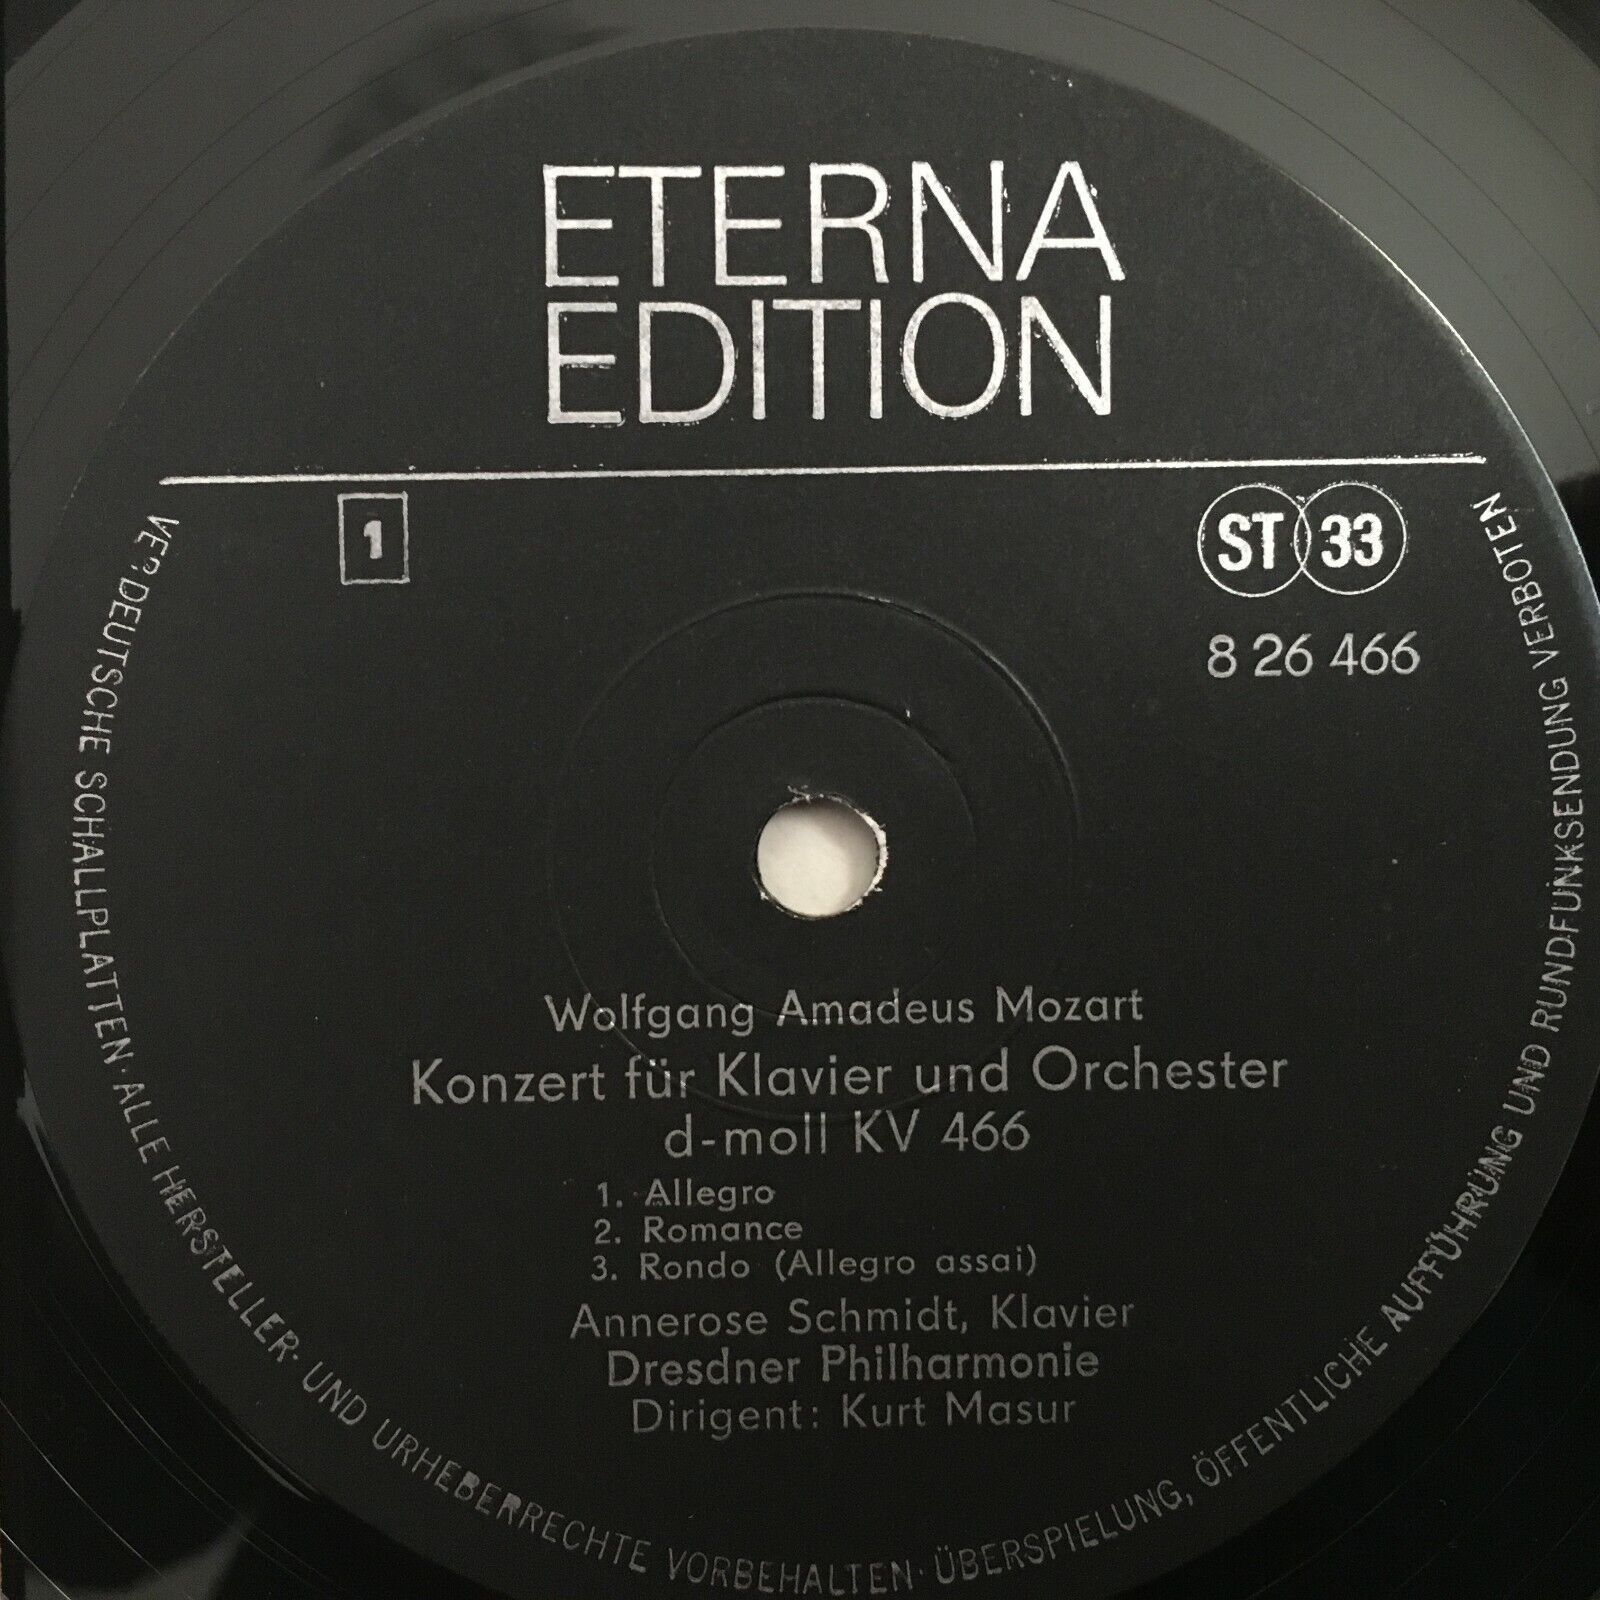 ETERNA
EDITION
1
ST 33
8 26 466
Wolfgang Amadeus Mozart
Konzert für Klavier und Orchester
d-moll KV 466
1. Allegro
2. Romance
3. Rondo (Allegro assai)
Annerose Schmidt, Klavier
Dresdner Philharmonie
Dirigent: Kurt Masur
VEB DEUTSCHE SCHALLPLATTEN · ALLE HERSTELLER- UND URHEBERRECHTE VORBEHALTEN · ÜBERSPIELUNG, ÖFFENTLICHE AUFFÜHRUNG UND RUNDFUNKSENDUNG VERBOTEN